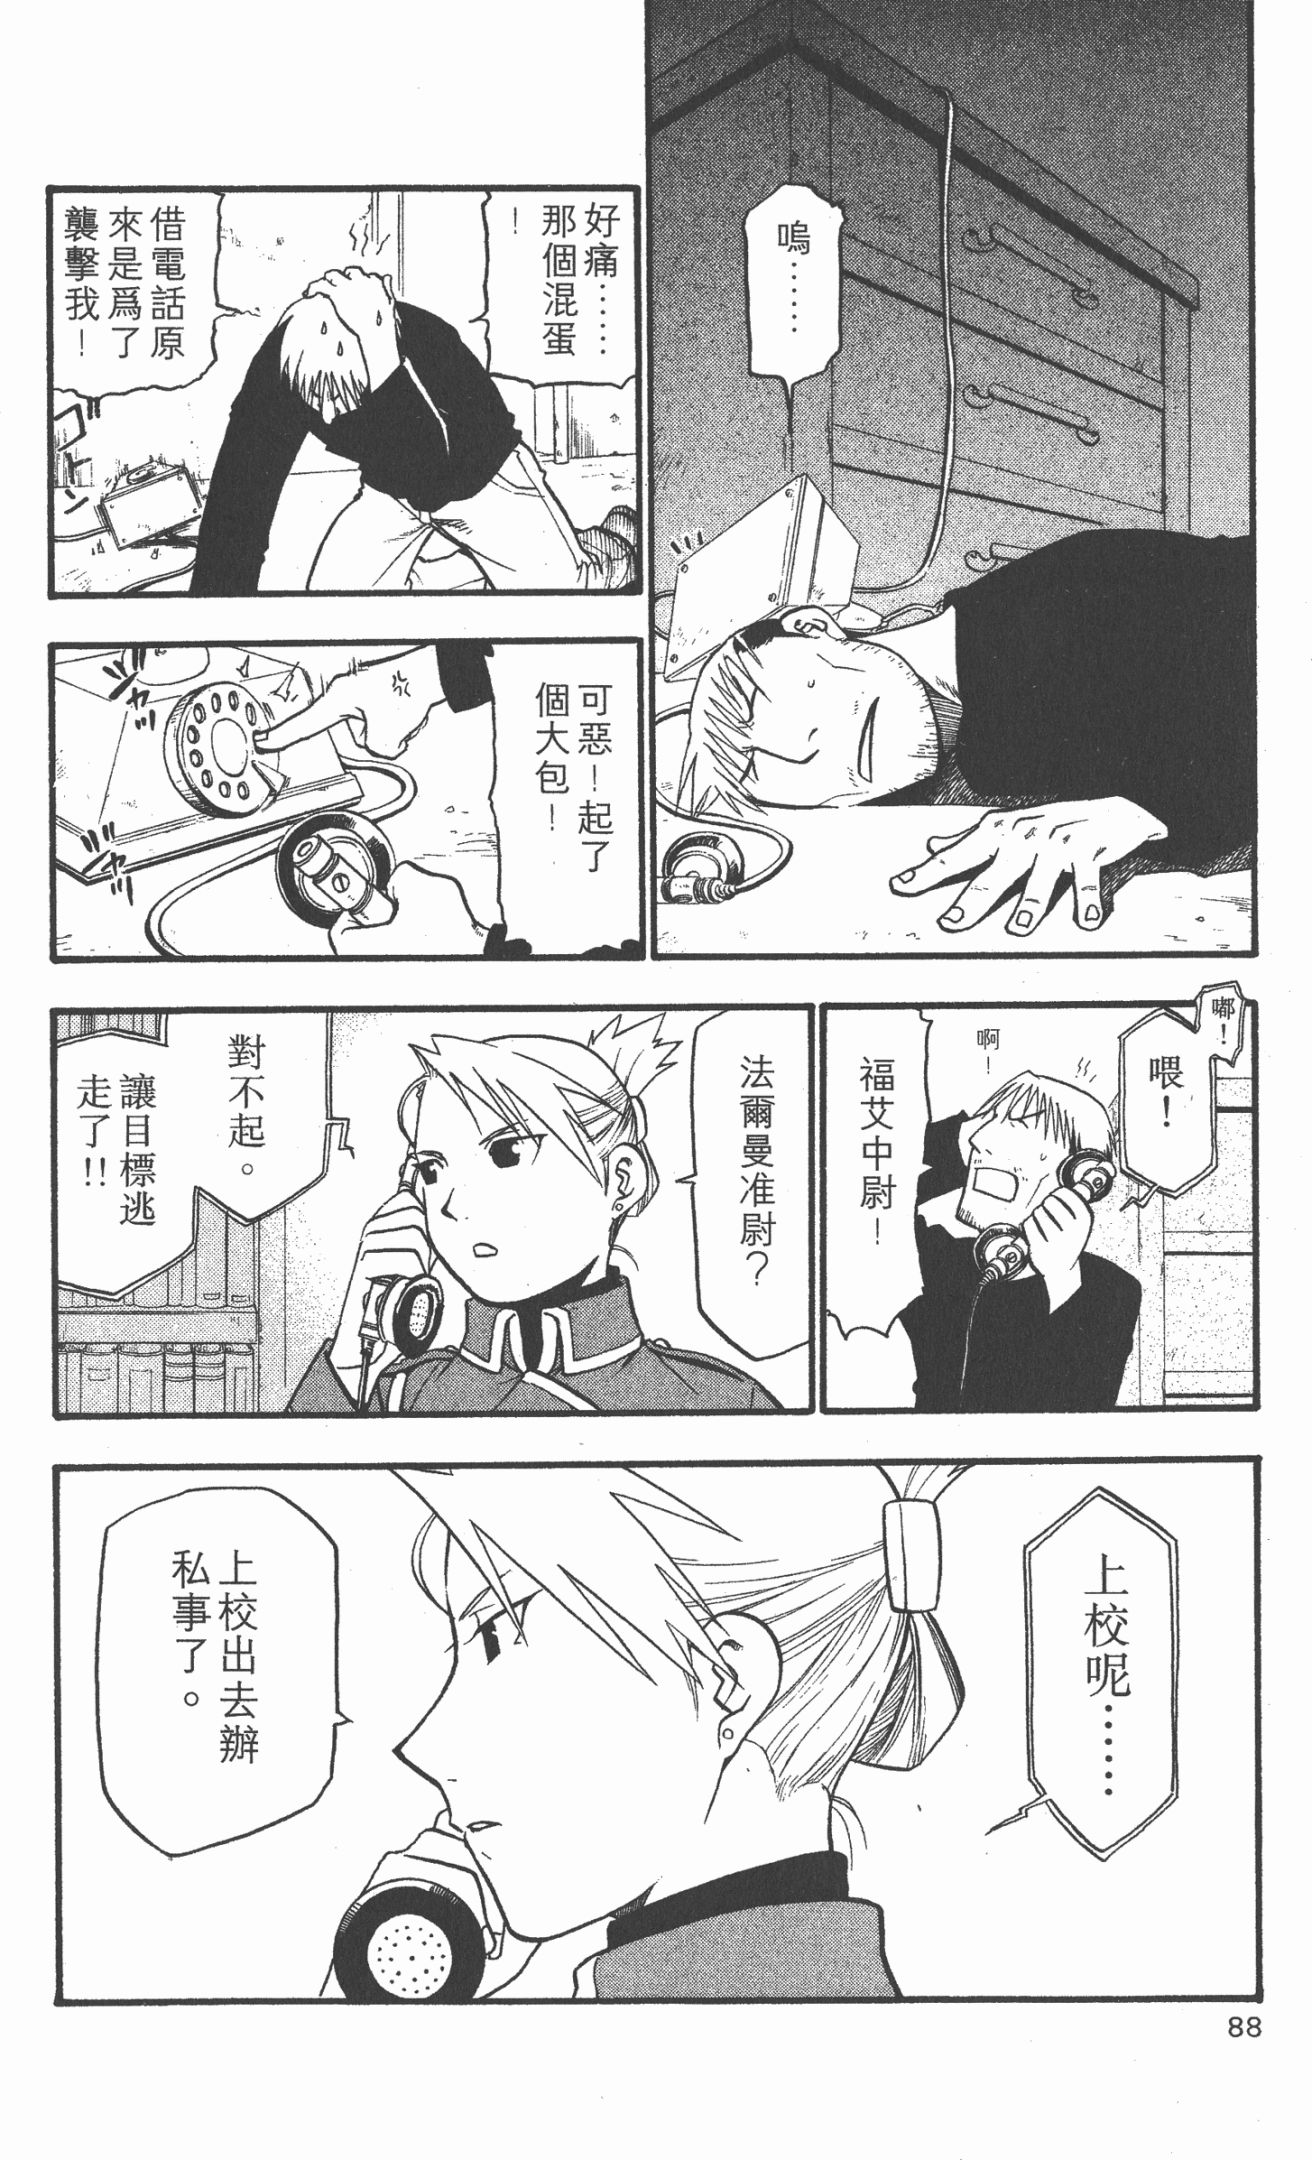 嗚……
好痛……
那個混蛋
！
借電話原
來是爲了
襲擊我！
可惡！起了
個大包！
嘟！
喂！
啊！
福艾中尉！
法爾曼准尉？
對不起。
讓目標逃
走了!!
上校呢……
上校出去辦
私事了。
88